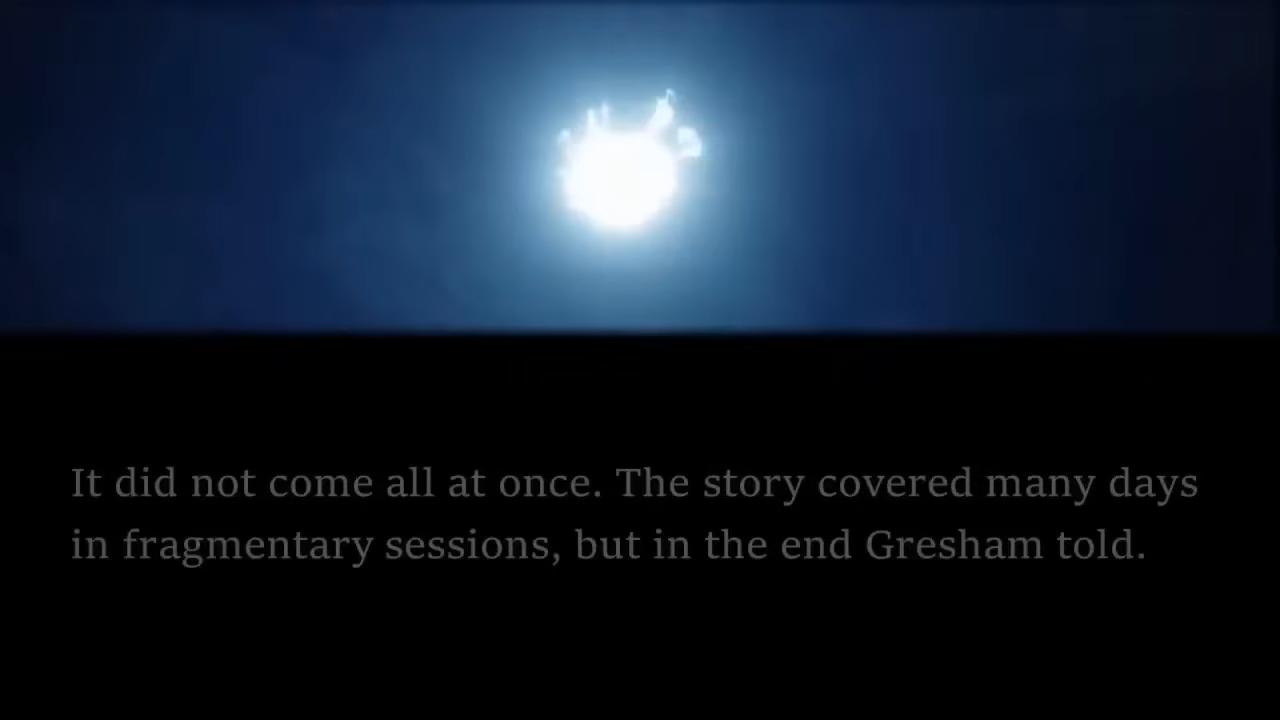 It did not come all at once. The story covered many days
in fragmentary sessions, but in the end Gresham told.